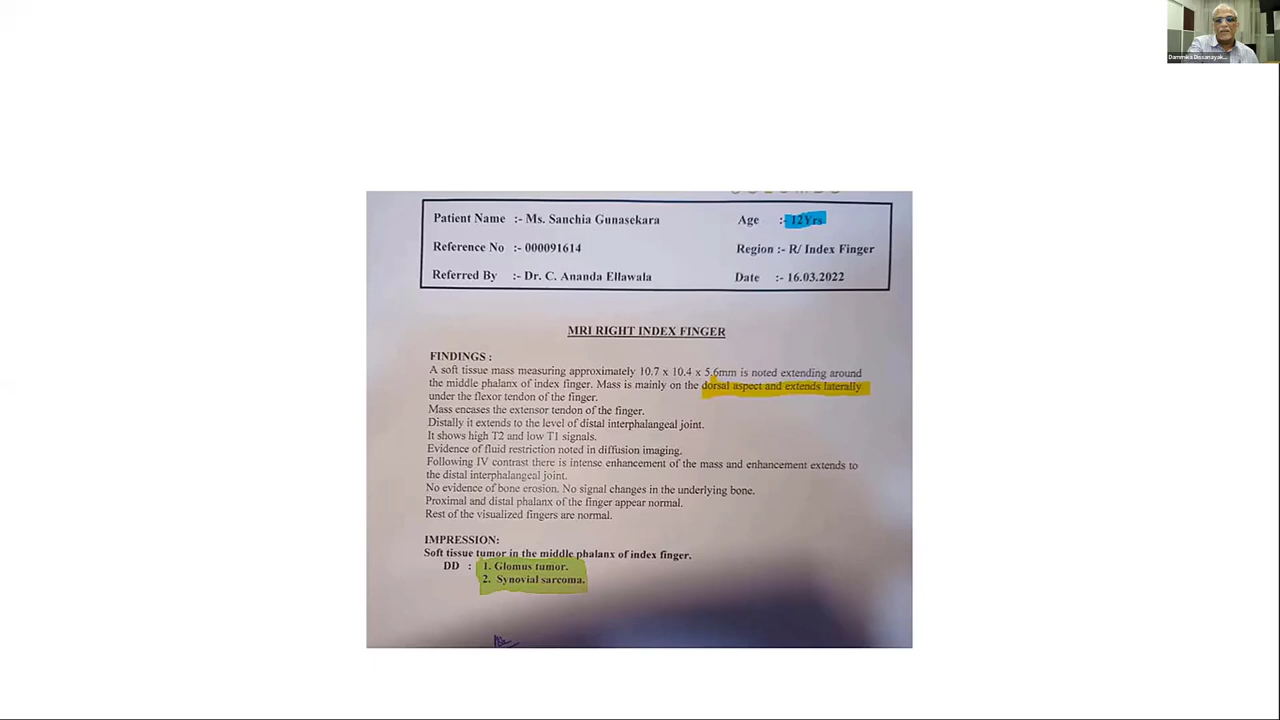 Dammika Dissanayak...
Patient Name :- Ms. Sanchia Gunasekara Age :- 12Yrs
Reference No :- 000091614 Region :- R/ Index Finger
Referred By :- Dr. C. Ananda Ellawala Date :- 16.03.2022
MRI RIGHT INDEX FINGER
FINDINGS :
A soft tissue mass measuring approximately 10.7 x 10.4 x 5.6mm is noted extending around
the middle phalanx of index finger. Mass is mainly on the dorsal aspect and extends laterally
under the flexor tendon of the finger.
Mass encases the extensor tendon of the finger.
Distally it extends to the level of distal interphalangeal joint.
It shows high T2 and low T1 signals.
Evidence of fluid restriction noted in diffusion imaging.
Following IV contrast there is intense enhancement of the mass and enhancement extends to
the distal interphalangeal joint.
No evidence of bone erosion. No signal changes in the underlying bone.
Proximal and distal phalanx of the finger appear normal.
Rest of the visualized fingers are normal.
IMPRESSION:
Soft tissue tumor in the middle phalanx of index finger.
DD : 1. Glomus tumor.
2. Synovial sarcoma.